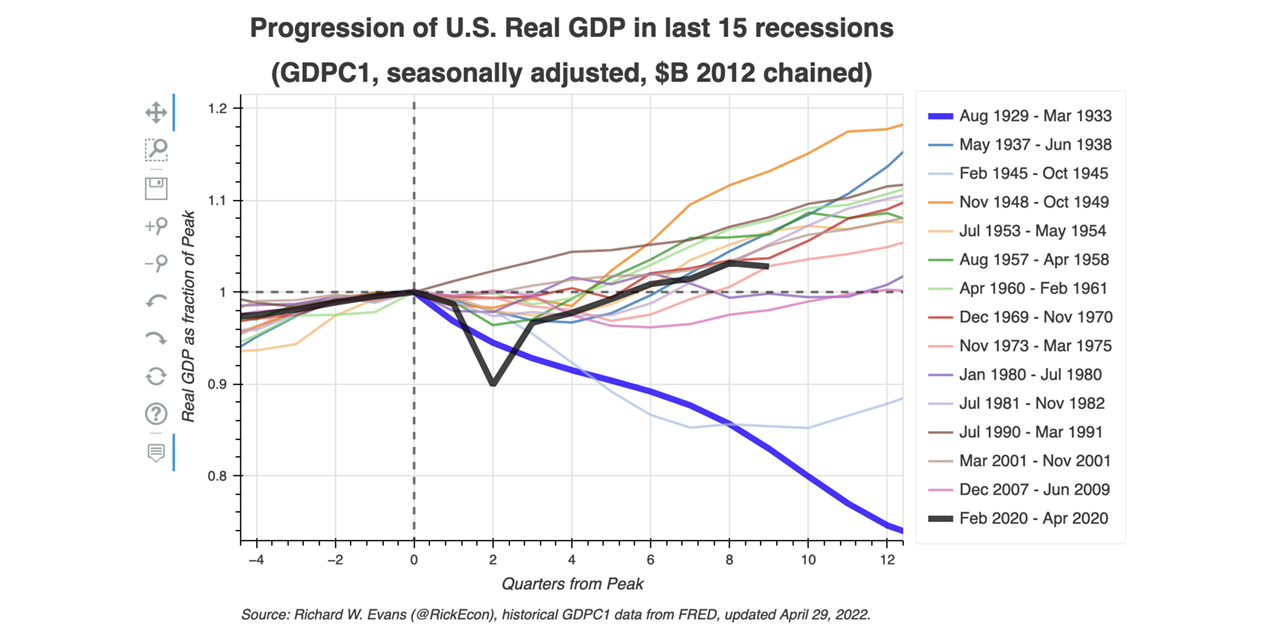 Progression of U.S. Real GDP in last 15 recessions
(GDPC1, seasonally adjusted, $B 2012 chained)
Real GDP as fraction of Peak
1.2
1.1
1
0.9
0.8
−4
−2
0
2
4
6
8
10
12
Quarters from Peak
Aug 1929 - Mar 1933
May 1937 - Jun 1938
Feb 1945 - Oct 1945
Nov 1948 - Oct 1949
Jul 1953 - May 1954
Aug 1957 - Apr 1958
Apr 1960 - Feb 1961
Dec 1969 - Nov 1970
Nov 1973 - Mar 1975
Jan 1980 - Jul 1980
Jul 1981 - Nov 1982
Jul 1990 - Mar 1991
Mar 2001 - Nov 2001
Dec 2007 - Jun 2009
Feb 2020 - Apr 2020
Source: Richard W. Evans (@RickEcon), historical GDPC1 data from FRED, updated April 29, 2022.